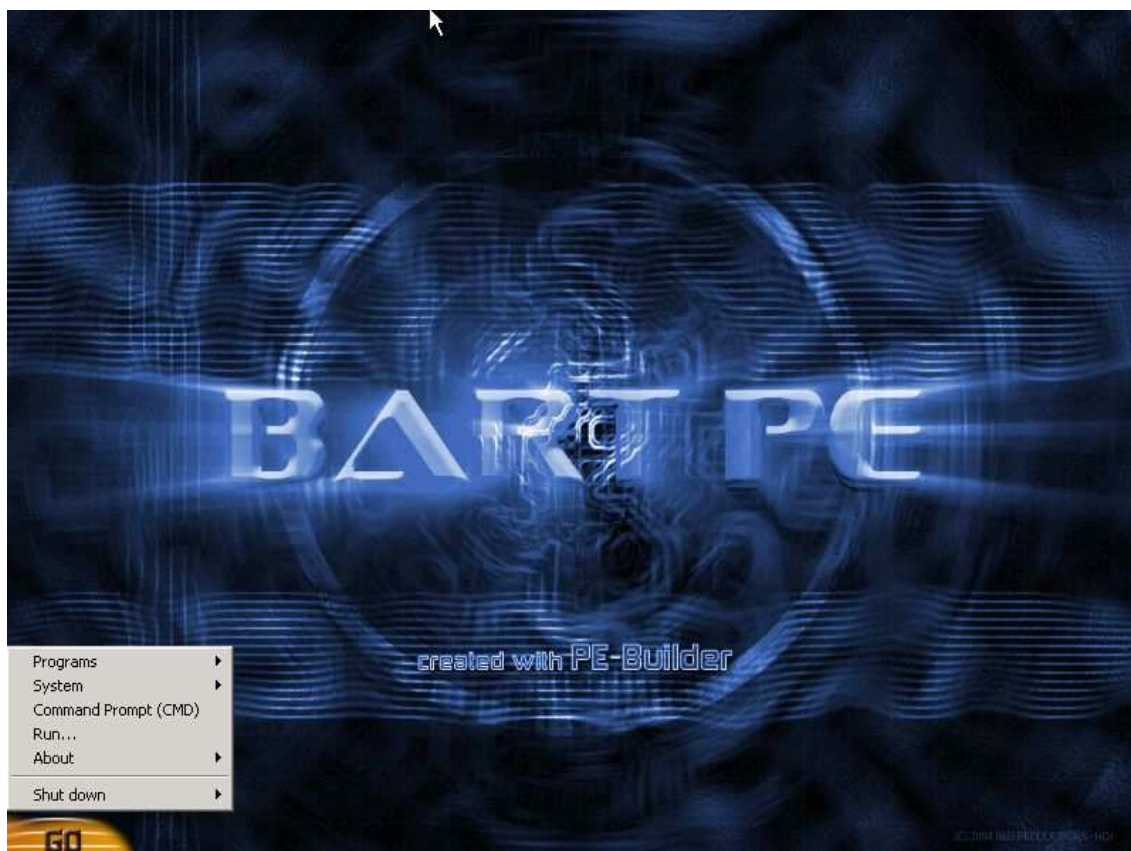 BART PE
created with PE-Builder
Programs
System
Command Prompt (CMD)
Run...
About
Shut down
GO